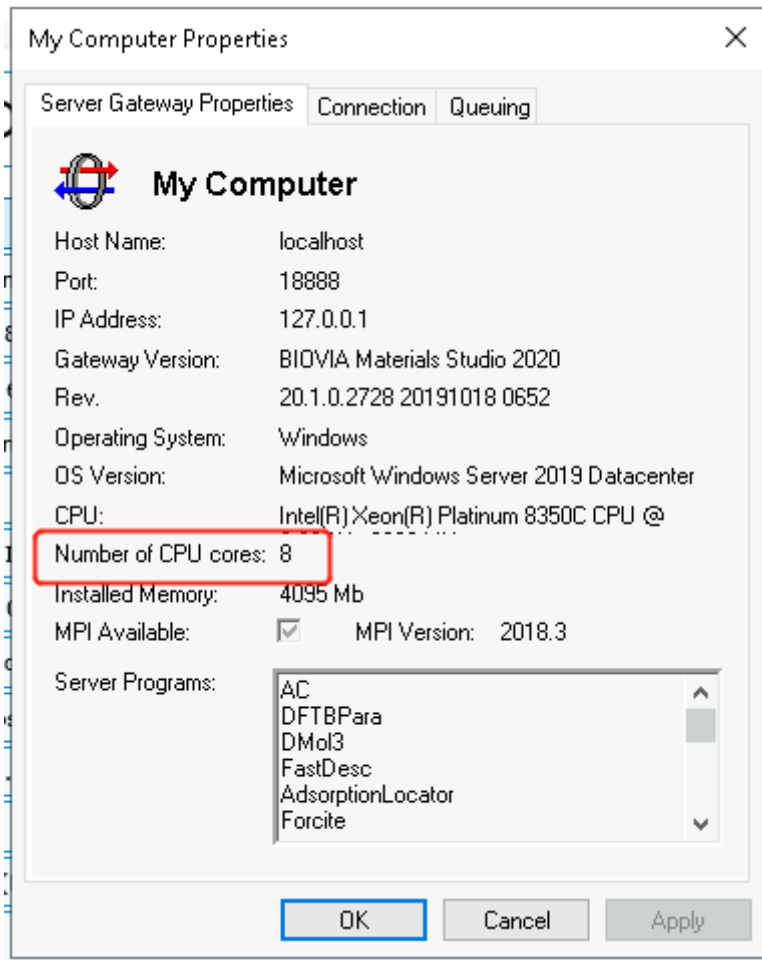 My Computer Properties
Server Gateway Properties Connection Queuing
My Computer
Host Name: localhost
Port: 18888
IP Address: 127.0.0.1
Gateway Version: BIOVIA Materials Studio 2020
Rev. 20.1.0.2728 20191018 0652
Operating System: Windows
OS Version: Microsoft Windows Server 2019 Datacenter
CPU: Intel(R) Xeon(R) Platinum 8350C CPU @
Number of CPU cores: 8
Installed Memory: 4095 Mb
MPI Available: MPI Version: 2018.3
Server Programs:
AC
DFTBPara
DMol3
FastDesc
AdsorptionLocator
Forcite
OK Cancel Apply